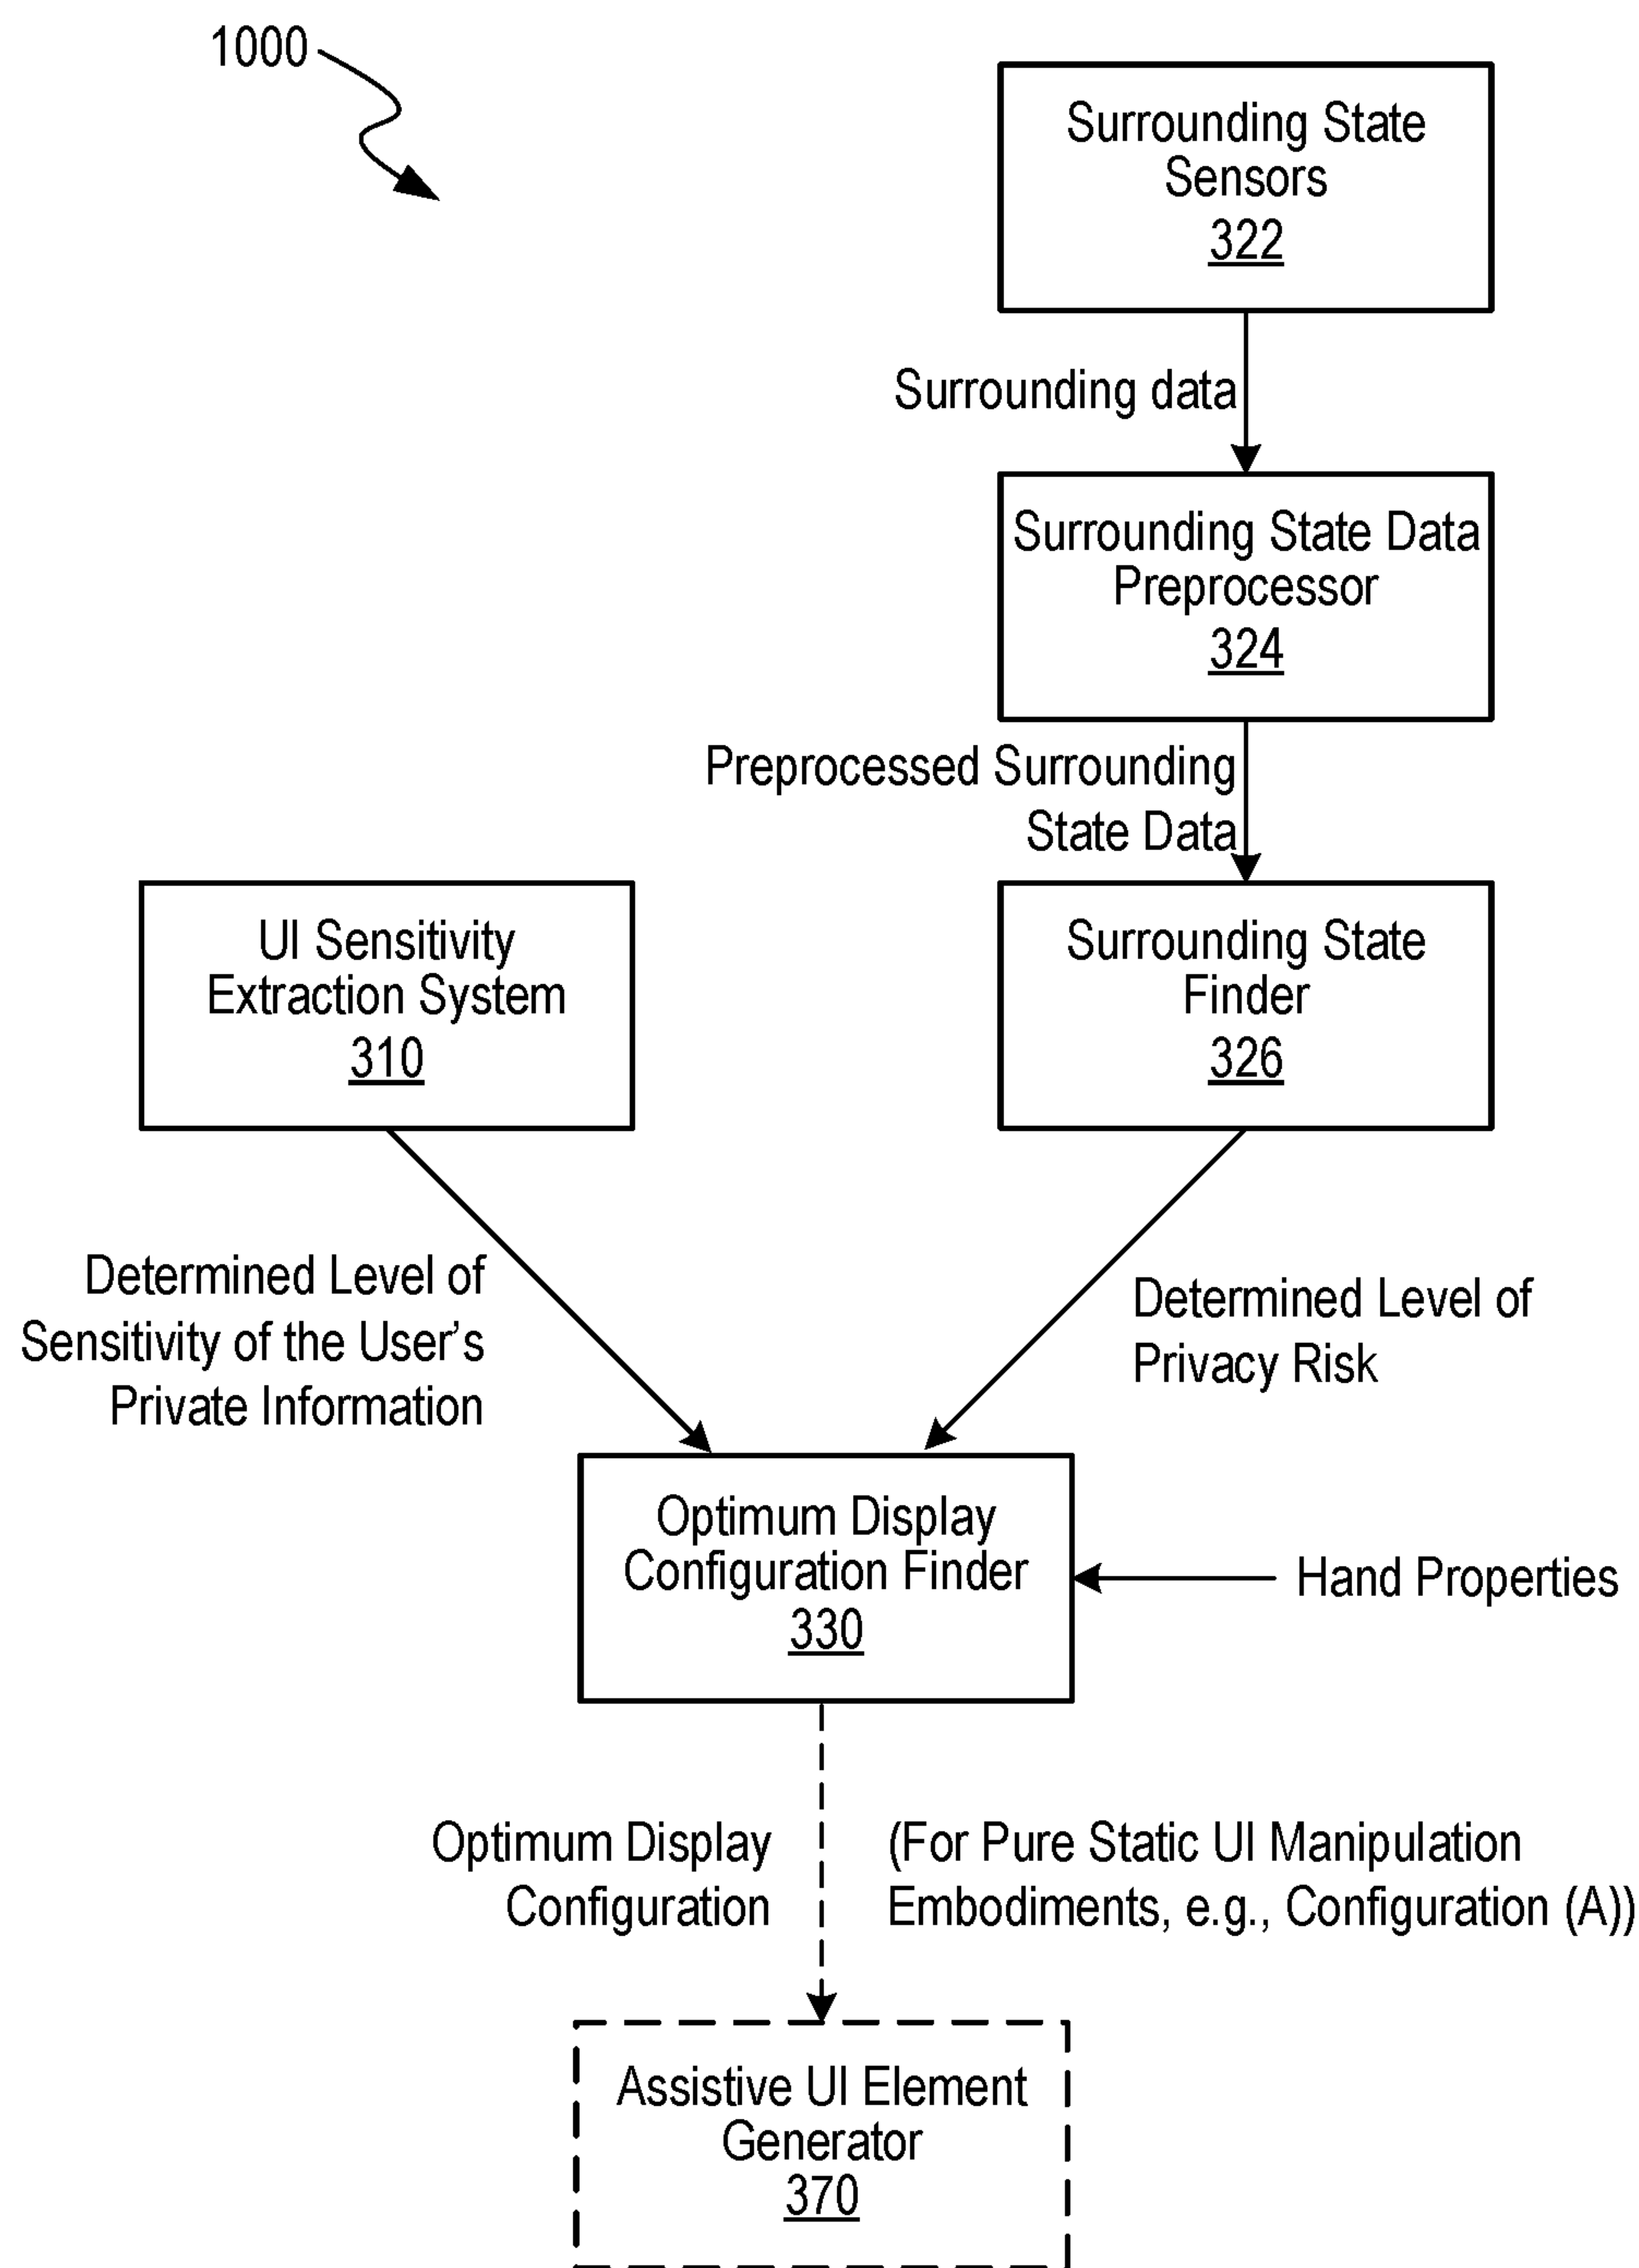 1000
Surrounding State
Sensors
322
Surrounding data
Surrounding State Data
Preprocessor
324
Preprocessed Surrounding
State Data
UI Sensitivity
Extraction System
310
Surrounding State
Finder
326
Determined Level of
Sensitivity of the User’s
Private Information
Determined Level of
Privacy Risk
Optimum Display
Configuration Finder
330
Hand Properties
Optimum Display
Configuration
(For Pure Static UI Manipulation
Embodiments, e.g., Configuration (A))
Assistive UI Element
Generator
370